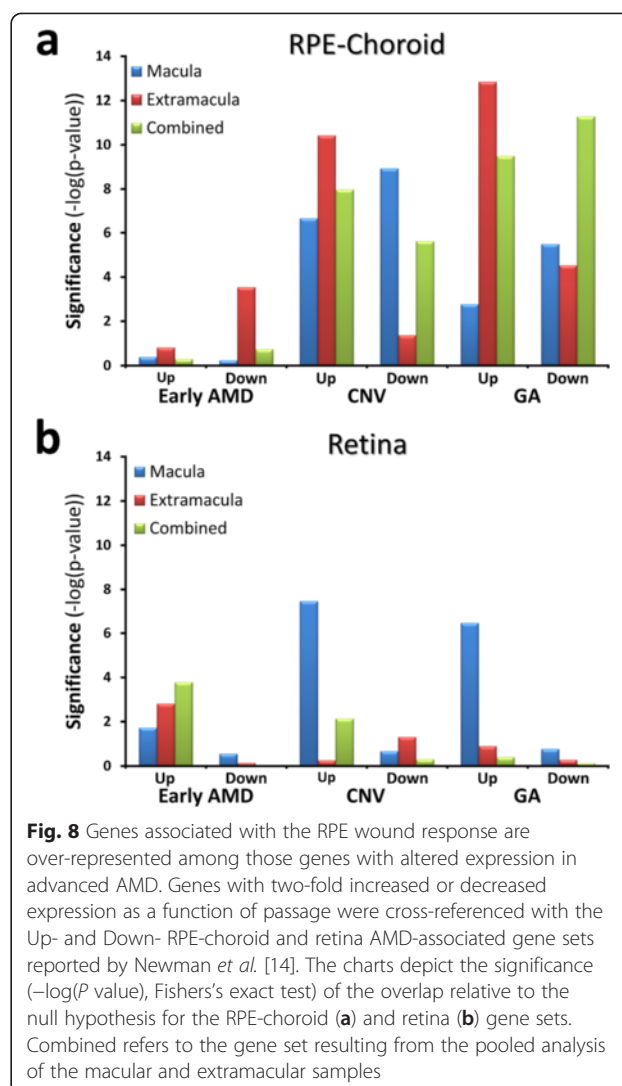 a
RPE-Choroid
Significance (-log(p-value))
14
12
10
8
6
4
2
0
Macula
Extramacula
Combined
Up Down Up Down Up Down
Early AMD CNV GA
b
Retina
Significance (-log(p-value))
14
12
10
8
6
4
2
0
Macula
Extramacula
Combined
Up Down Up Down Up Down
Early AMD CNV GA
Fig. 8 Genes associated with the RPE wound response are
over-represented among those genes with altered expression in
advanced AMD. Genes with two-fold increased or decreased
expression as a function of passage were cross-referenced with the
Up- and Down- RPE-choroid and retina AMD-associated gene sets
reported by Newman et al. [14]. The charts depict the significance
(−log(P value), Fishers's exact test) of the overlap relative to the
null hypothesis for the RPE-choroid (a) and retina (b) gene sets.
Combined refers to the gene set resulting from the pooled analysis
of the macular and extramacular samples